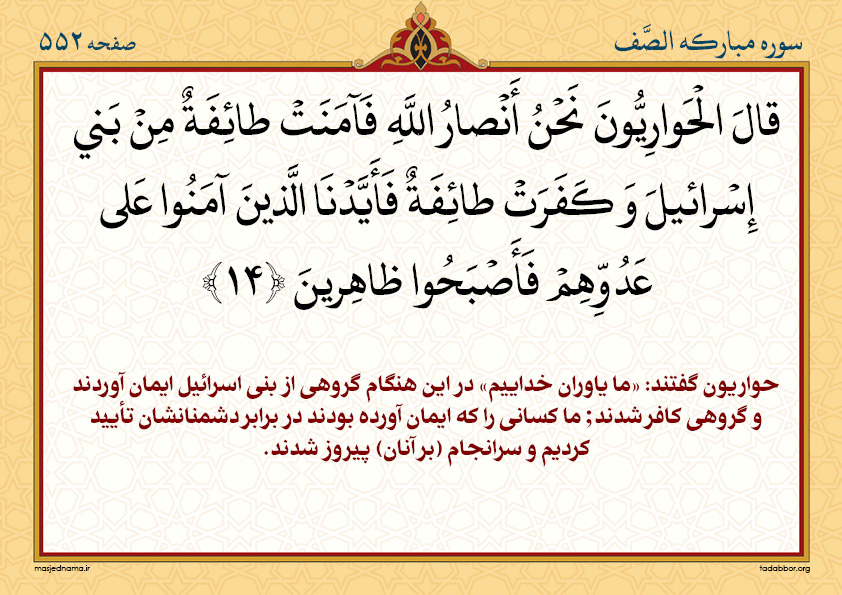 سوره مبارکه الصَّف
صفحه ۵۵۲
قالَ الْحَوارِيُّونَ نَحْنُ أَنْصارُ اللَّهِ فَآمَنَتْ طائِفَةٌ مِنْ بَني
إِسْرائيلَ وَ كَفَرَتْ طائِفَةٌ فَأَيَّدْنَا الَّذينَ آمَنُوا عَلى
عَدُوِّهِمْ فَأَصْبَحُوا ظاهِرينَ ﴿۱۴﴾
حواریون گفتند: «ما یاوران خداییم» در این هنگام گروهی از بنی اسرائیل ایمان آوردند
و گروهی کافر شدند; ما کسانی را که ایمان آورده بودند در برابر دشمنانشان تأیید
کردیم و سرانجام (بر آنان) پیروز شدند.
masjednama.ir
tadabbor.org